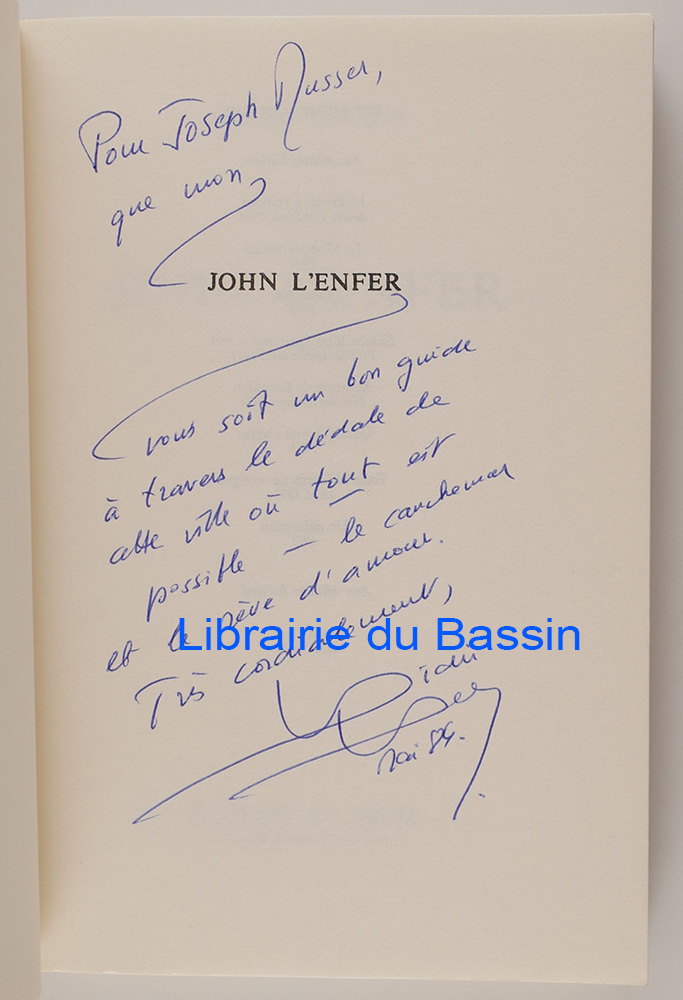 Pour Joseph Musser,
que mon
JOHN L'ENFER
vous soit un bon guide
à travers le dédale de
cette ville où tout est
possible — le cauchemar
et le rêve d'amour.
Librairie du Bassin
Très cordialement,
Didier
mai 84.